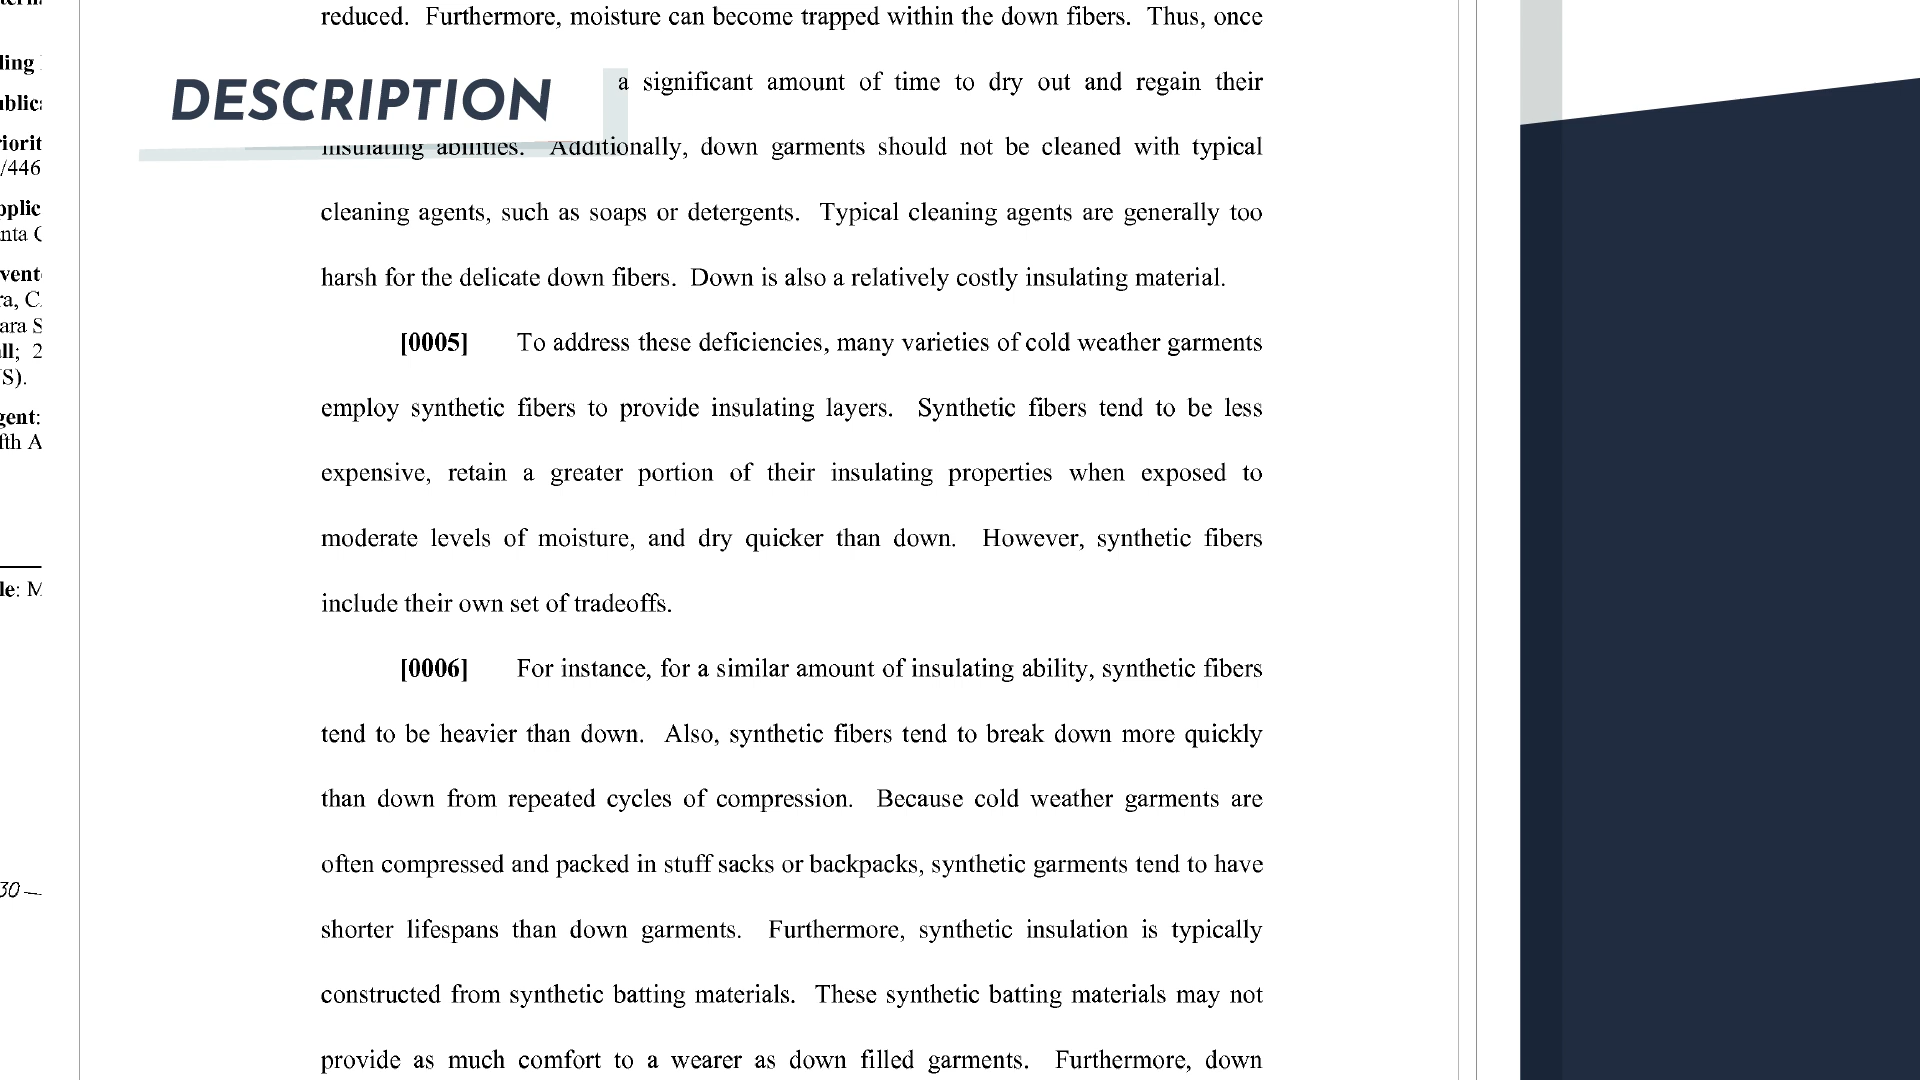 reduced. Furthermore, moisture can become trapped within the down fibers. Thus, once
DESCRIPTION
a significant amount of time to dry out and regain their
insulating abilities. Additionally, down garments should not be cleaned with typical
cleaning agents, such as soaps or detergents. Typical cleaning agents are generally too
harsh for the delicate down fibers. Down is also a relatively costly insulating material.
[0005] To address these deficiencies, many varieties of cold weather garments
employ synthetic fibers to provide insulating layers. Synthetic fibers tend to be less
expensive, retain a greater portion of their insulating properties when exposed to
moderate levels of moisture, and dry quicker than down. However, synthetic fibers
include their own set of tradeoffs.
[0006] For instance, for a similar amount of insulating ability, synthetic fibers
tend to be heavier than down. Also, synthetic fibers tend to break down more quickly
than down from repeated cycles of compression. Because cold weather garments are
often compressed and packed in stuff sacks or backpacks, synthetic garments tend to have
shorter lifespans than down garments. Furthermore, synthetic insulation is typically
constructed from synthetic batting materials. These synthetic batting materials may not
provide as much comfort to a wearer as down filled garments. Furthermore, down
/446
S).
30